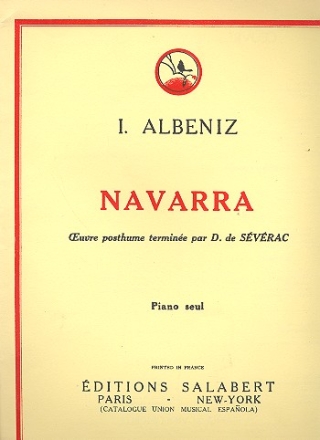 I. ALBENIZ
NAVARRA
Œuvre posthume terminée par D. de SÉVÉRAC
Piano seul
PRINTED IN FRANCE
ÉDITIONS SALABERT
PARIS - NEW-YORK
(CATALOGUE UNION MUSICAL ESPAÑOLA)